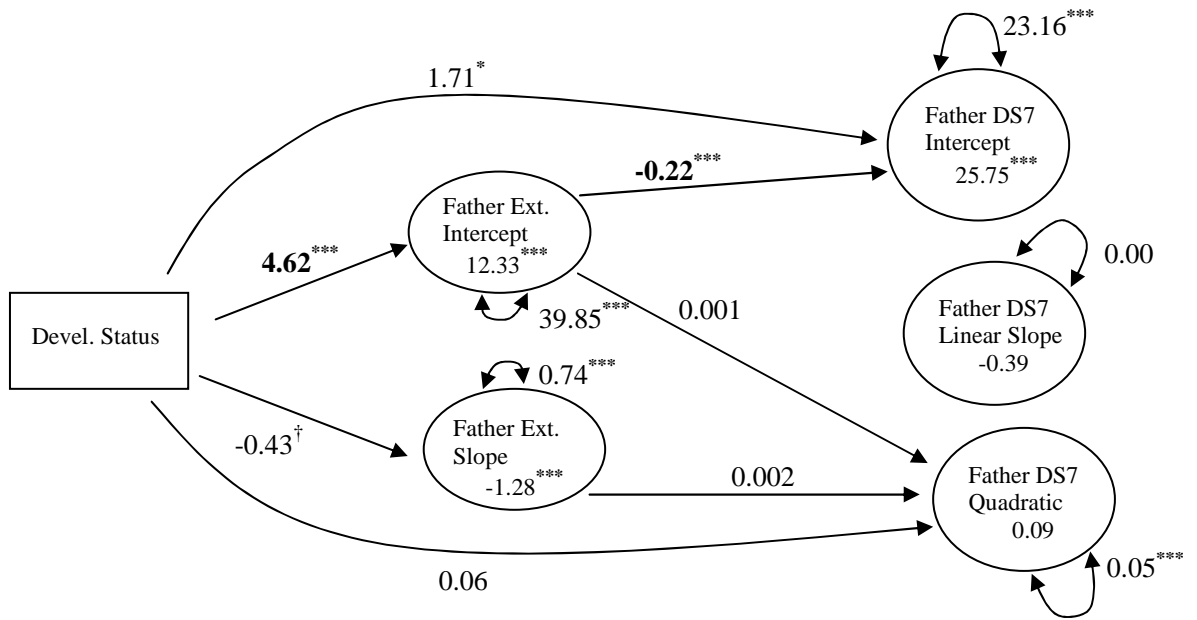 23.16***
1.71*
Father DS7
Intercept
25.75***
-0.22***
Father Ext.
Intercept
12.33***
4.62***
39.85***
0.001
0.00
Father DS7
Linear Slope
-0.39
Devel. Status
0.74***
-0.43†
Father Ext.
Slope
-1.28***
0.002
Father DS7
Quadratic
0.09
0.06
0.05***